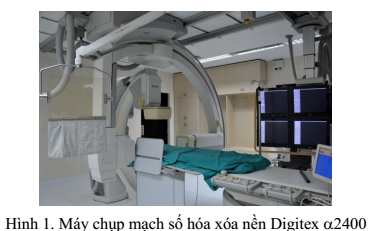 Hình 1. Máy chụp mạch số hóa xóa nền Digitex α2400